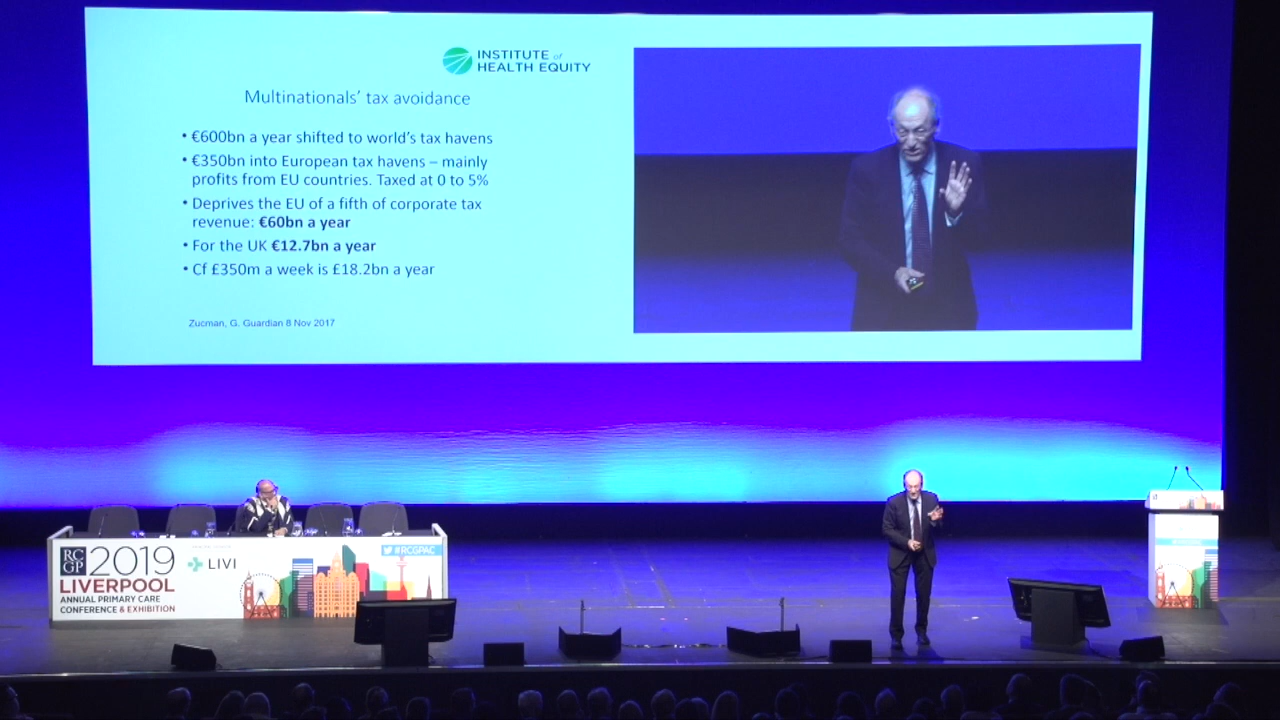 INSTITUTE of
HEALTH EQUITY
Multinationals’ tax avoidance
• €600bn a year shifted to world’s tax havens
• €350bn into European tax havens – mainly
profits from EU countries. Taxed at 0 to 5%
• Deprives the EU of a fifth of corporate tax
revenue: €60bn a year
• For the UK €12.7bn a year
• Cf £350m a week is £18.2bn a year
Zucman, G. Guardian 8 Nov 2017
RC
GP
2019
LIVERPOOL
ANNUAL PRIMARY CARE
CONFERENCE & EXHIBITION
LIVI
#RCGPAC